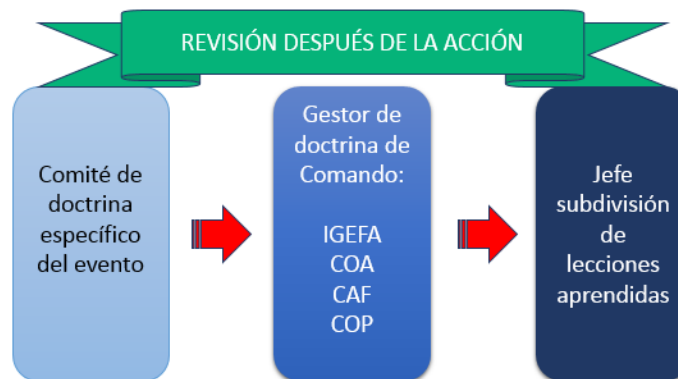 REVISIÓN DESPUÉS DE LA ACCIÓN
Comité de
doctrina
específico
del evento
Gestor de
doctrina de
Comando:
IGEFA
COA
CAF
COP
Jefe
subdivisión
de
lecciones
aprendidas